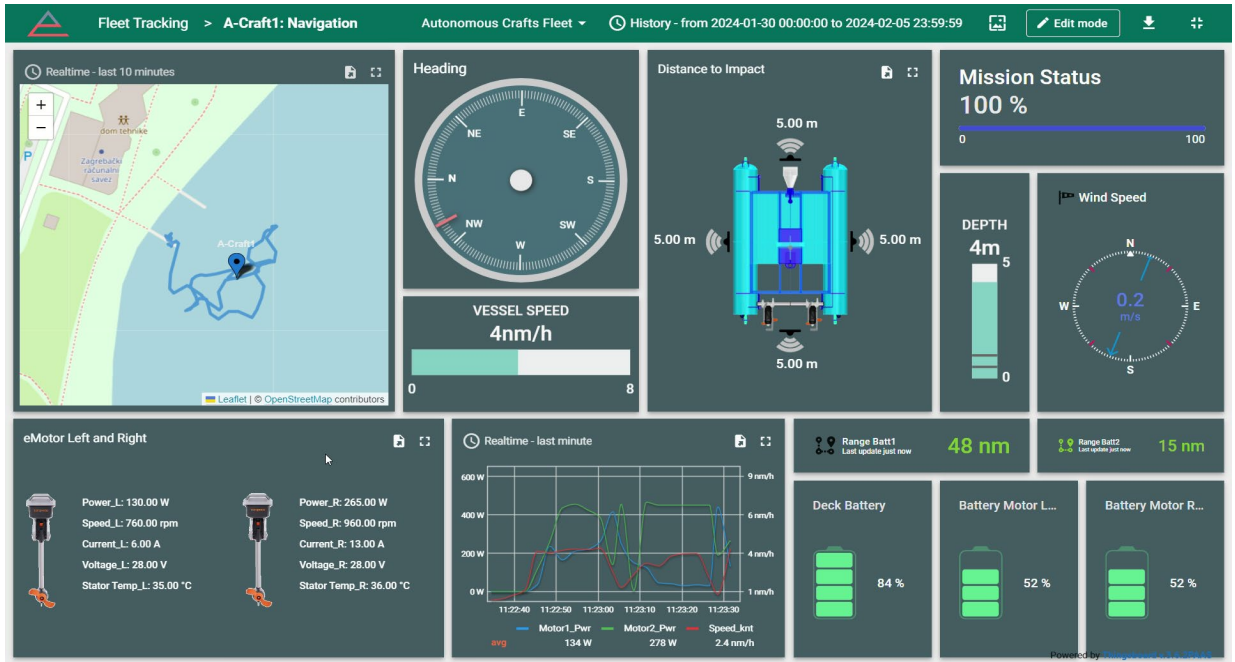 Fleet Tracking > A-Craft1: Navigation
Autonomous Crafts Fleet
History - from 2024-01-30 00:00:00 to 2024-02-05 23:59:59
Edit mode
Realtime - last 10 minutes
+
−
dom tehnike
P
Zagrebački
računalni
savez
A-Craft1
Leaflet | © OpenStreetMap contributors
Heading
E
NE
SE
N
S
NW
SW
W
VESSEL SPEED
4nm/h
0
8
Distance to Impact
5.00 m
5.00 m
5.00 m
5.00 m
Mission Status
100 %
0
100
DEPTH
4m
5
0
Wind Speed
N
W
0.2
E
m/s
S
eMotor Left and Right
Power_L: 130.00 W
Speed_L: 760.00 rpm
Current_L: 6.00 A
Voltage_L: 28.00 V
Stator Temp_L: 35.00 °C
Power_R: 265.00 W
Speed_R: 960.00 rpm
Current_R: 13.00 A
Voltage_R: 28.00 V
Stator Temp_R: 36.00 °C
Realtime - last minute
600 W
9 nm/h
400 W
6 nm/h
200 W
4 nm/h
0 W
1 nm/h
11:22:40 11:22:50 11:23:00 11:23:10 11:23:20 11:23:30
Motor1_Pwr Motor2_Pwr Speed_knt
avg 134 W 278 W 2.4 nm/h
Range Batt1
Last update just now
48 nm
Range Batt2
Last update just now
15 nm
Deck Battery
84 %
Battery Motor L...
52 %
Battery Motor R...
52 %
Powered by